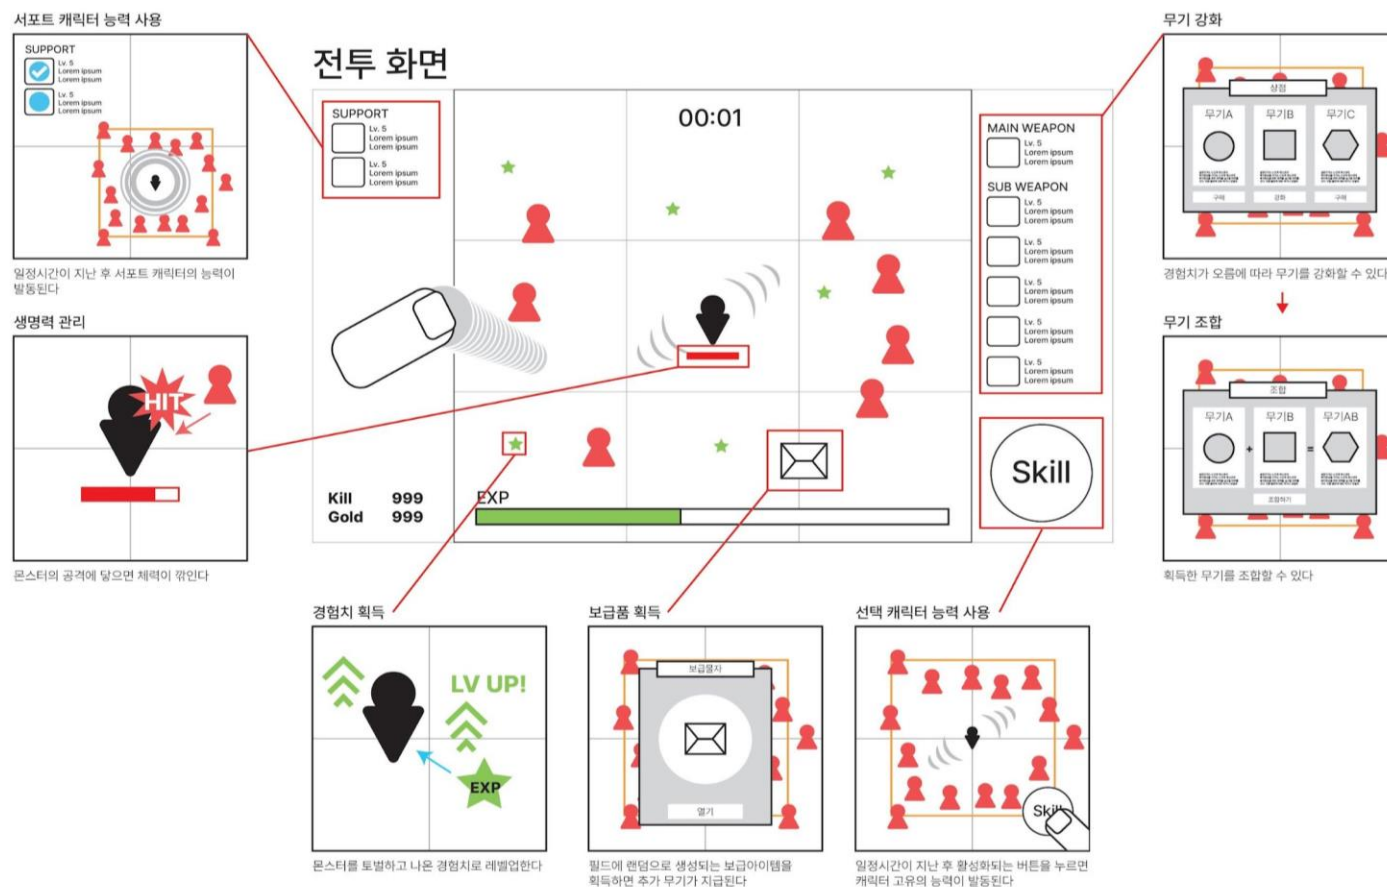 서포트 캐릭터 능력 사용
SUPPORT
Lv. 5
Lorem ipsum
Lorem ipsum
Lv. 5
Lorem ipsum
Lorem ipsum
일정시간이 지난 후 서포트 캐릭터의 능력이
발동된다
생명력 관리
HIT
몬스터의 공격에 닿으면 체력이 깎인다
전투 화면
SUPPORT
Lv. 5
Lorem ipsum
Lorem ipsum
Lv. 5
Lorem ipsum
Lorem ipsum
00:01
MAIN WEAPON
Lv. 5
Lorem ipsum
Lorem ipsum
SUB WEAPON
Lv. 5
Lorem ipsum
Lorem ipsum
Lv. 5
Lorem ipsum
Lorem ipsum
Lv. 5
Lorem ipsum
Lorem ipsum
Lv. 5
Lorem ipsum
Lorem ipsum
Lv. 5
Lorem ipsum
Lorem ipsum
Kill 999
Gold 999
EXP
Skill
무기 강화
상점
무기A 무기B 무기C
구매 강화 구매
경험치가 오름에 따라 무기를 강화할 수 있다
무기 조합
조합
무기A 무기B 무기AB
+ =
조합하기
획득한 무기를 조합할 수 있다
경험치 획득
LV UP!
EXP
몬스터를 토벌하고 나온 경험치로 레벨업한다
보급품 획득
보급물자
열기
필드에 랜덤으로 생성되는 보급아이템을
획득하면 추가 무기가 지급된다
선택 캐릭터 능력 사용
Skill
일정시간이 지난 후 활성화되는 버튼을 누르면
캐릭터 고유의 능력이 발동된다